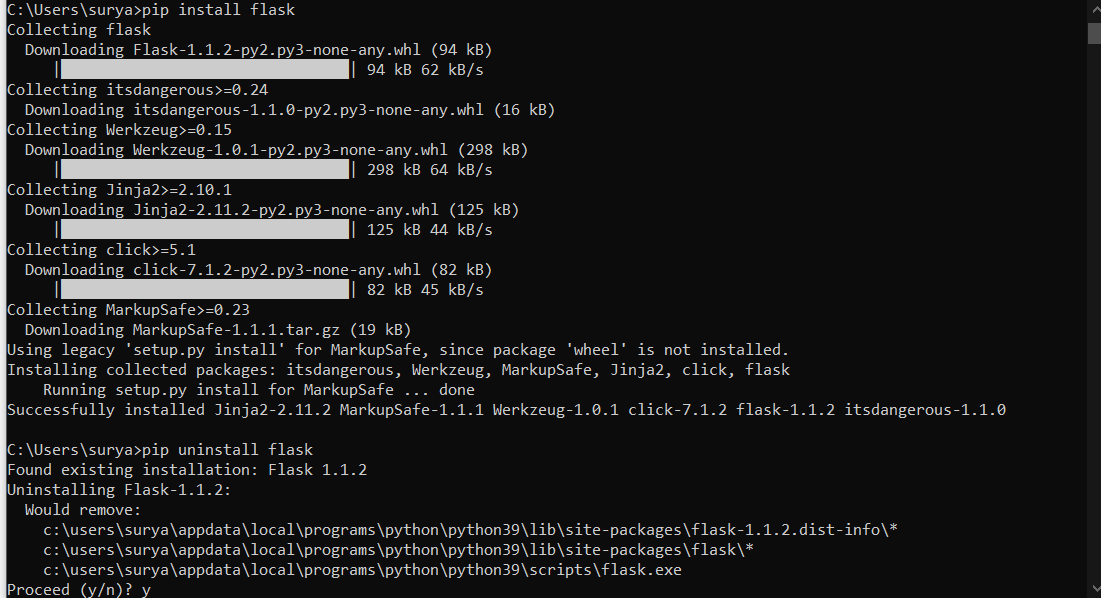 C:\Users\surya>pip install flask
Collecting flask
  Downloading Flask-1.1.2-py2.py3-none-any.whl (94 kB)
     |████████████████████████████████| 94 kB 62 kB/s
Collecting itsdangerous>=0.24
  Downloading itsdangerous-1.1.0-py2.py3-none-any.whl (16 kB)
Collecting Werkzeug>=0.15
  Downloading Werkzeug-1.0.1-py2.py3-none-any.whl (298 kB)
     |████████████████████████████████| 298 kB 64 kB/s
Collecting Jinja2>=2.10.1
  Downloading Jinja2-2.11.2-py2.py3-none-any.whl (125 kB)
     |████████████████████████████████| 125 kB 44 kB/s
Collecting click>=5.1
  Downloading click-7.1.2-py2.py3-none-any.whl (82 kB)
     |████████████████████████████████| 82 kB 45 kB/s
Collecting MarkupSafe>=0.23
  Downloading MarkupSafe-1.1.1.tar.gz (19 kB)
Using legacy 'setup.py install' for MarkupSafe, since package 'wheel' is not installed.
Installing collected packages: itsdangerous, Werkzeug, MarkupSafe, Jinja2, click, flask
    Running setup.py install for MarkupSafe ... done
Successfully installed Jinja2-2.11.2 MarkupSafe-1.1.1 Werkzeug-1.0.1 click-7.1.2 flask-1.1.2 itsdangerous-1.1.0

C:\Users\surya>pip uninstall flask
Found existing installation: Flask 1.1.2
Uninstalling Flask-1.1.2:
  Would remove:
    c:\users\surya\appdata\local\programs\python\python39\lib\site-packages\flask-1.1.2.dist-info\*
    c:\users\surya\appdata\local\programs\python\python39\lib\site-packages\flask\*
    c:\users\surya\appdata\local\programs\python\python39\scripts\flask.exe
Proceed (y/n)? y